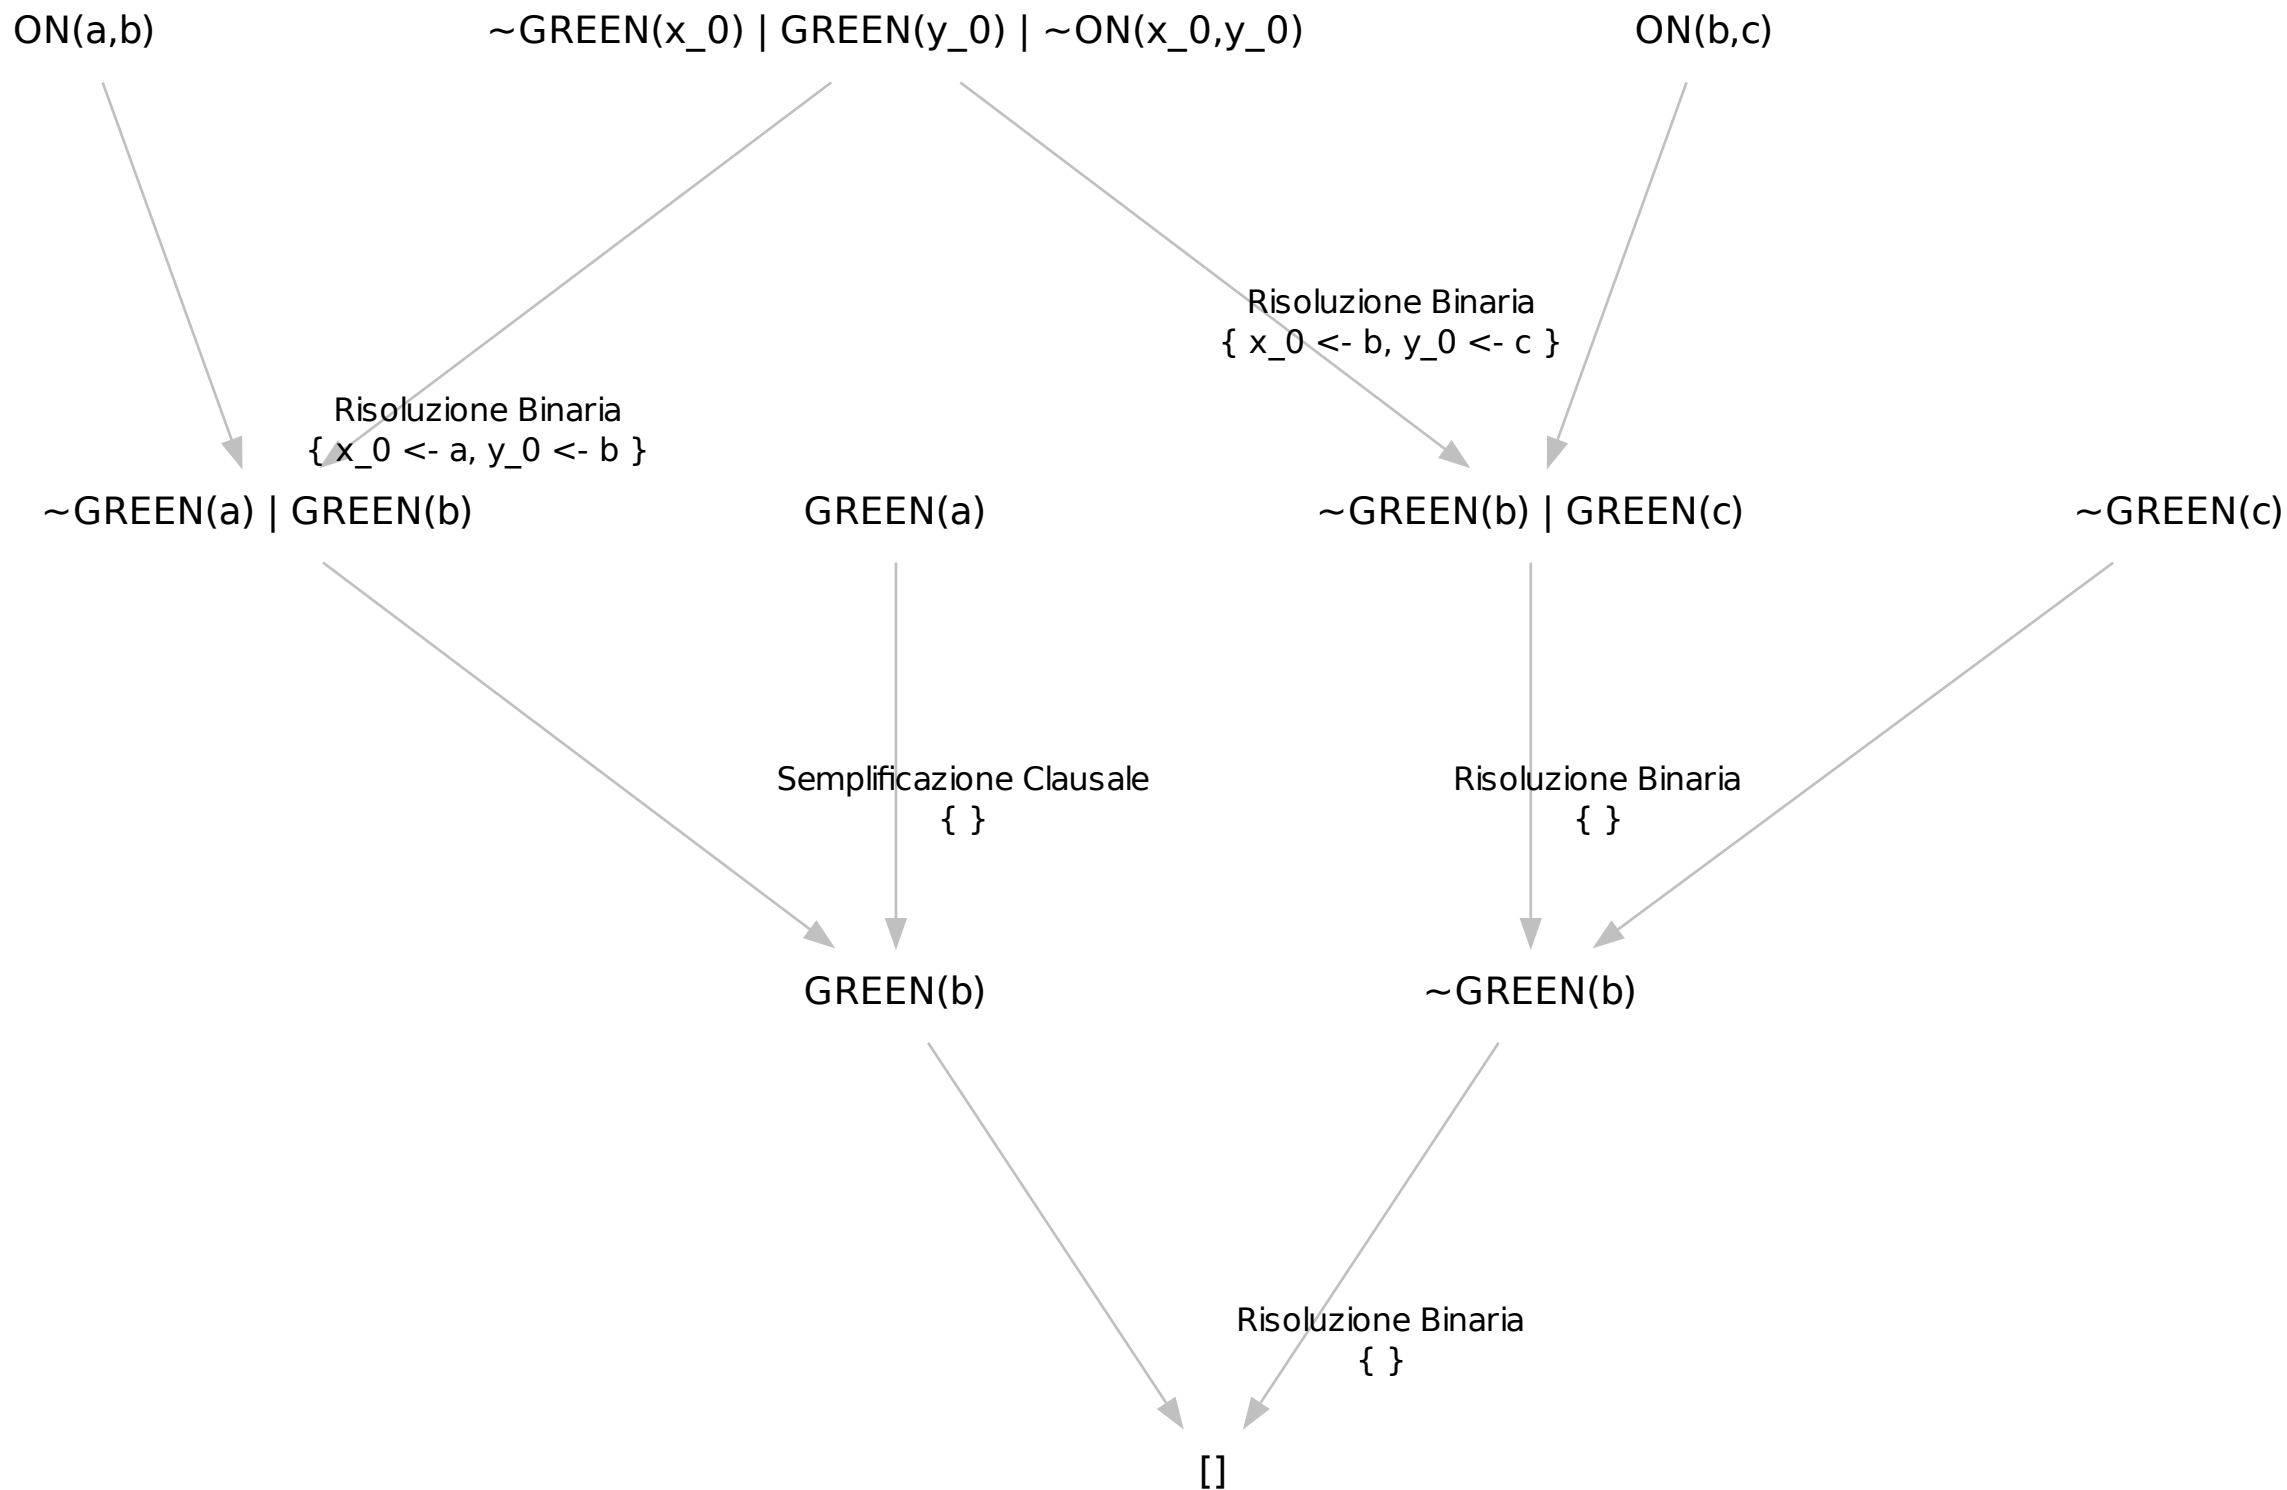 ON(a,b)
~GREEN(x_0) | GREEN(y_0) | ~ON(x_0,y_0)
ON(b,c)
Risoluzione Binaria
{ x_0 <- b, y_0 <- c }
Risoluzione Binaria
{ x_0 <- a, y_0 <- b }
~GREEN(a) | GREEN(b)
GREEN(a)
~GREEN(b) | GREEN(c)
~GREEN(c)
Semplificazione Clausale
{ }
Risoluzione Binaria
{ }
GREEN(b)
~GREEN(b)
Risoluzione Binaria
{ }
[]